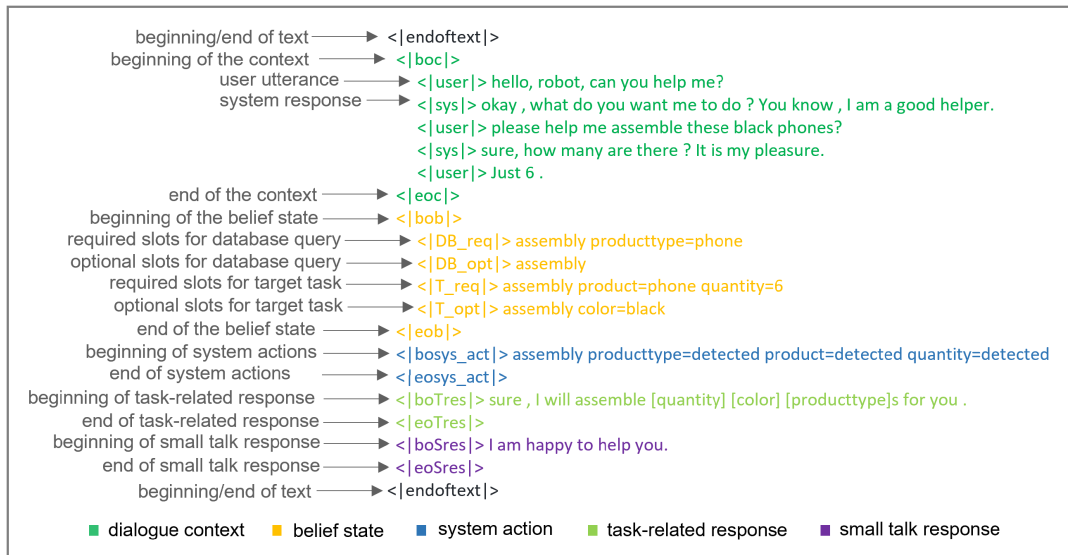 beginning/end of text <|endoftext|>
beginning of the context <|boc|>
user utterance <|user|> hello, robot, can you help me?
system response <|sys|> okay , what do you want me to do ? You know , I am a good helper.
<|user|> please help me assemble these black phones?
<|sys|> sure, how many are there ? It is my pleasure.
<|user|> Just 6 .
end of the context <|eoc|>
beginning of the belief state <|bob|>
required slots for database query <|DB_req|> assembly producttype=phone
optional slots for database query <|DB_opt|> assembly
required slots for target task <|T_req|> assembly product=phone quantity=6
optional slots for target task <|T_opt|> assembly color=black
end of the belief state <|eob|>
beginning of system actions <|bosys_act|> assembly producttype=detected product=detected quantity=detected
end of system actions <|eosys_act|>
beginning of task-related response <|boTres|> sure , I will assemble [quantity] [color] [producttype]s for you .
end of task-related response <|eoTres|>
beginning of small talk response <|boSres|> I am happy to help you.
end of small talk response <|eoSres|>
beginning/end of text <|endoftext|>
dialogue context belief state system action task-related response small talk response